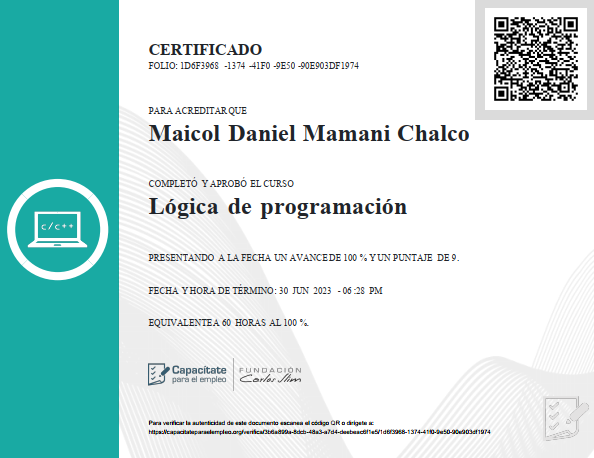 CERTIFICADO
FOLIO: 1D6F3968 -1374 -41F0 -9E50 -90E903DF1974
PARA ACREDITAR QUE
Maicol Daniel Mamani Chalco
COMPLETÓ Y APROBÓ EL CURSO
Lógica de programación
c/c++
PRESENTANDO A LA FECHA UN AVANCE DE 100 % Y UN PUNTAJE DE 9.
FECHA Y HORA DE TÉRMINO: 30 JUN 2023 - 06:28 PM
EQUIVALENTE A 60 HORAS AL 100 %.
Capacítate para el empleo
FUNDACIÓN Carlos Slim
Para verificar la autenticidad de este documento escanea el código QR o dirígete a:
https://capacitateparaelempleo.org/verifica/3b6a899a-8dcb-48a3-a7d4-deebeac6f1e5/1d6f3968-1374-41f0-9e50-90e903df1974